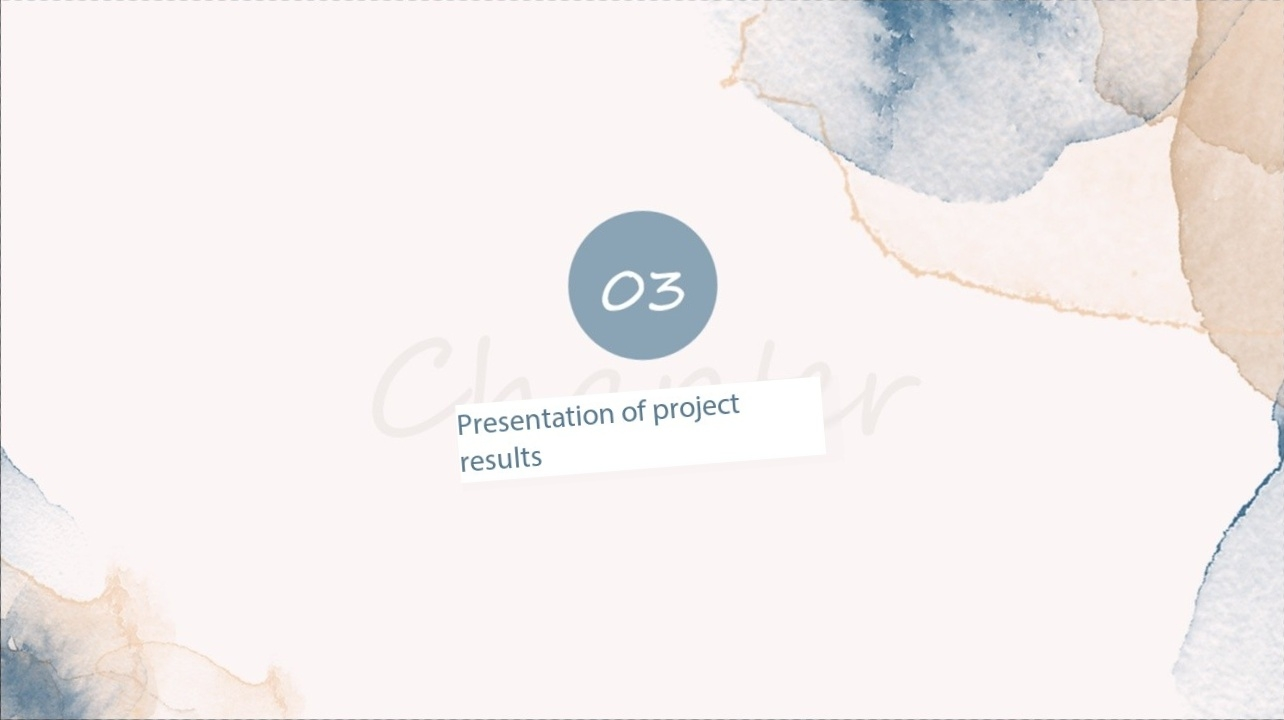 03
Chapter
Presentation of project
results